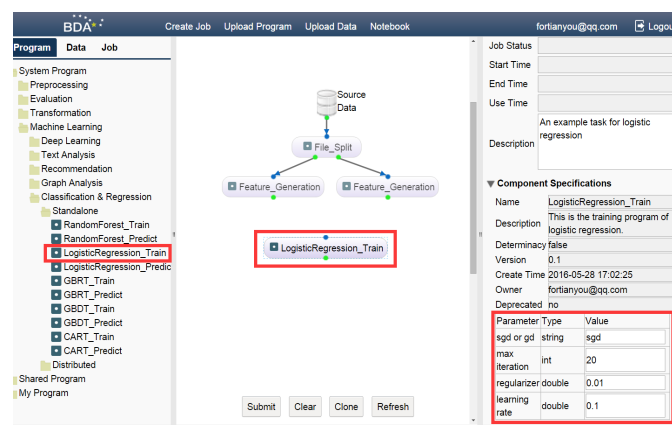 BDA
Create Job Upload Program Upload Data Notebook fortianyou@qq.com Logou
Program Data Job
System Program
Preprocessing
Evaluation
Transformation
Machine Learning
Deep Learning
Text Analysis
Recommendation
Graph Analysis
Classification & Regression
Standalone
RandomForest_Train
RandomForest_Predict
LogisticRegression_Train
LogisticRegression_Predic
GBRT_Train
GBRT_Predict
GBDT_Train
GBDT_Predict
CART_Train
CART_Predict
Distributed
Shared Program
My Program
Source
Data
File_Split
Feature_Generation
Feature_Generation
LogisticRegression_Train
Submit Clear Clone Refresh
Job Status
Start Time
End Time
Use Time
Description An example task for logistic
regression
Component Specifications
Name LogisticRegression_Train
Description This is the training program of
logistic regression.
Determinacy false
Version 0.1
Create Time 2016-05-28 17:02:25
Owner fortianyou@qq.com
Deprecated no
Parameter Type Value
sgd or gd string sgd
max
iteration int 20
regularizer double 0.01
learning
rate double 0.1